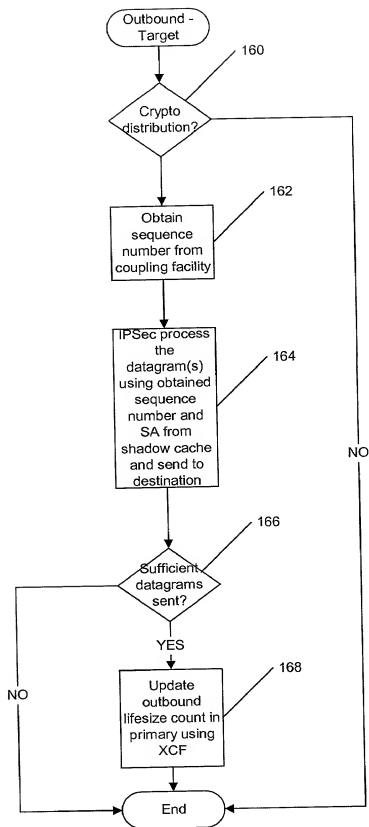 Outbound -
Target
160
Crypto
distribution?
162
Obtain
sequence
number from
coupling facility
IPSec process
the
datagram(s)
using obtained
sequence
number and
SA from
shadow cache
and send to
destination
164
NO
166
Sufficient
datagrams
sent?
YES
168
NO
Update
outbound
lifesize count in
primary using
XCF
End